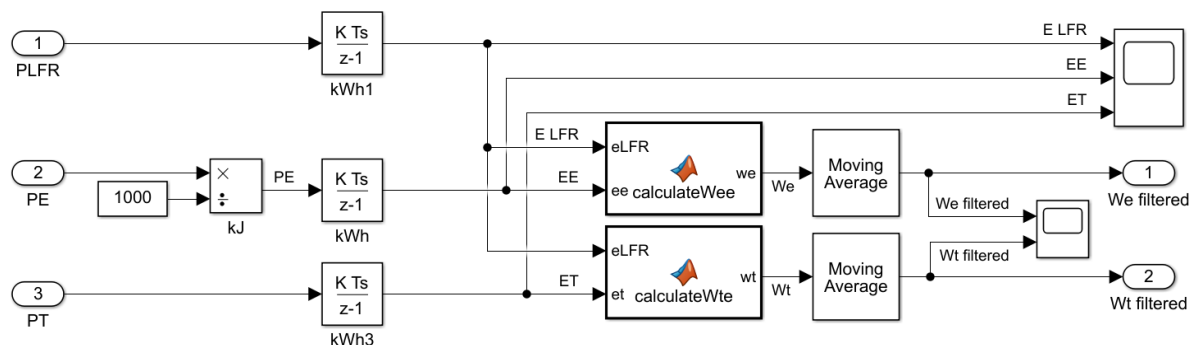 1
PLFR
K Ts
z-1
kWh1
E LFR
EE
ET
2
PE
1000
×
÷
kJ
PE
K Ts
z-1
kWh
E LFR
EE
eLFR
ee
calculateWee
we
We
Moving
Average
1
We filtered
We filtered
3
PT
K Ts
z-1
kWh3
ET
eLFR
et
calculateWte
wt
Wt
Moving
Average
Wt filtered
2
Wt filtered